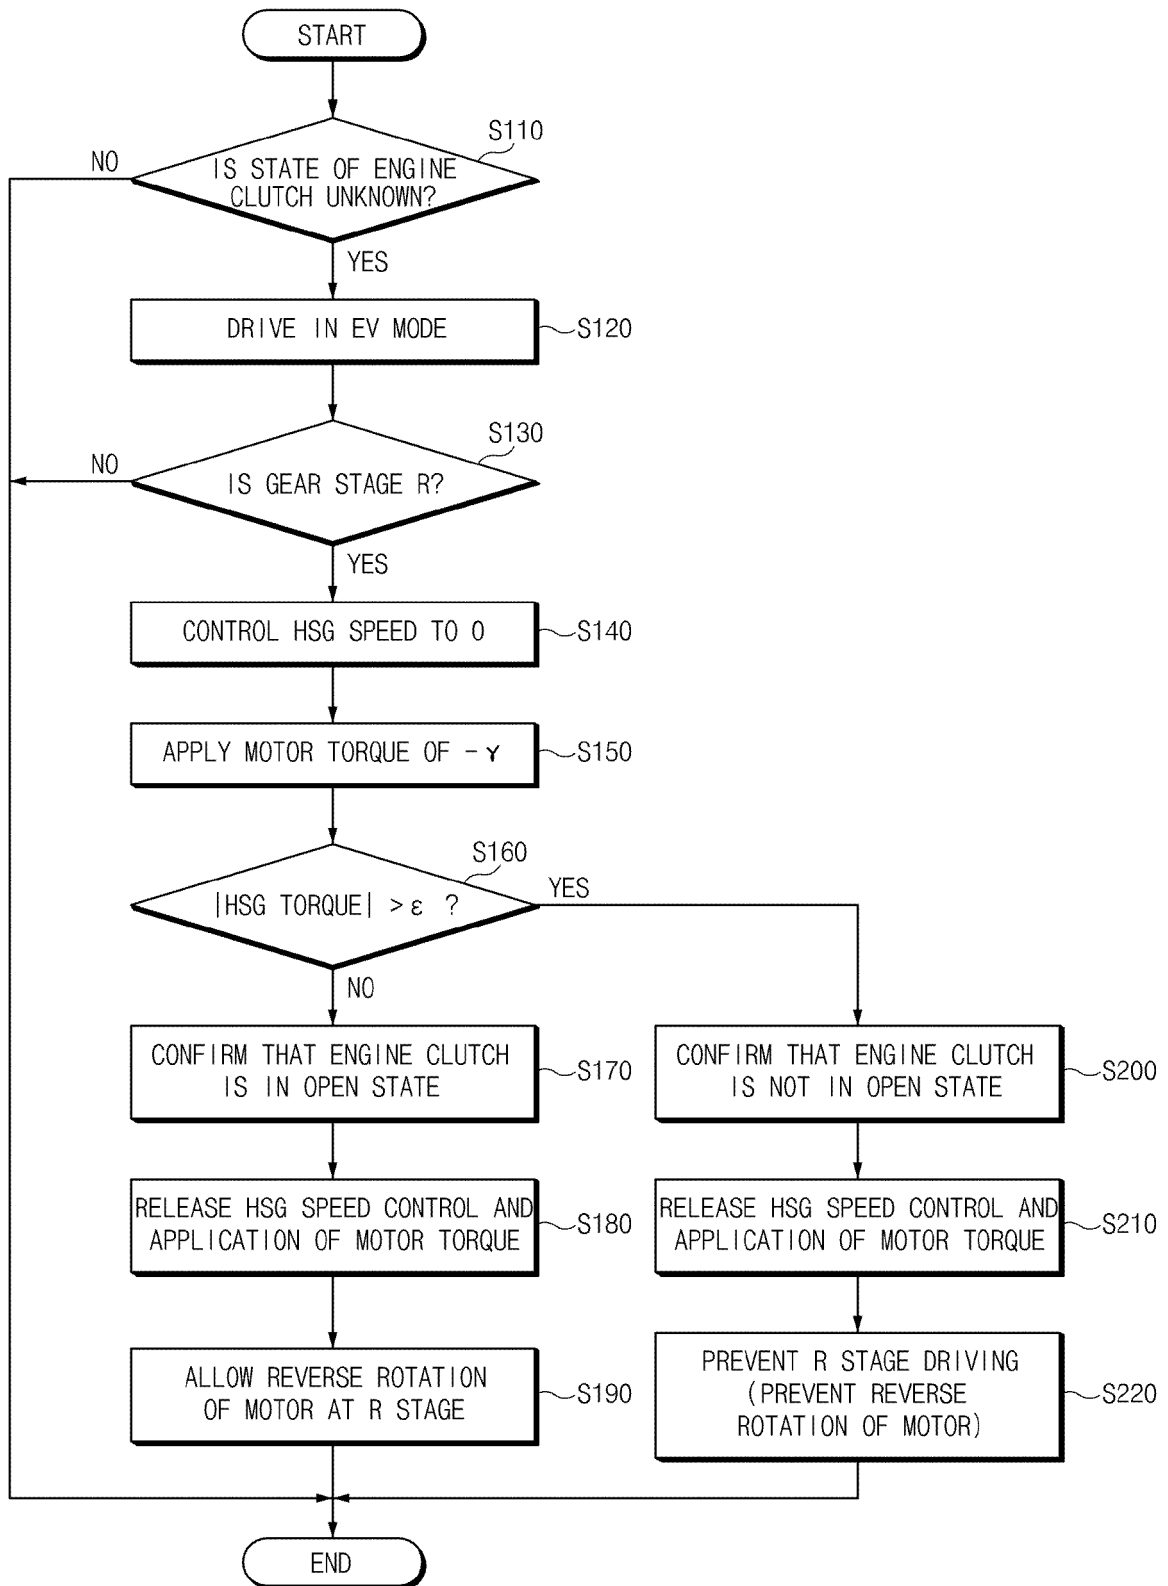 START
S110
NO
IS STATE OF ENGINE
CLUTCH UNKNOWN?
YES
DRIVE IN EV MODE
S120
S130
NO
IS GEAR STAGE R?
YES
CONTROL HSG SPEED TO 0
S140
APPLY MOTOR TORQUE OF -γ
S150
S160
YES
|HSG TORQUE| > ε ?
NO
CONFIRM THAT ENGINE CLUTCH
IS IN OPEN STATE
S170
CONFIRM THAT ENGINE CLUTCH
IS NOT IN OPEN STATE
S200
RELEASE HSG SPEED CONTROL AND
APPLICATION OF MOTOR TORQUE
S180
RELEASE HSG SPEED CONTROL AND
APPLICATION OF MOTOR TORQUE
S210
ALLOW REVERSE ROTATION
OF MOTOR AT R STAGE
S190
PREVENT R STAGE DRIVING
(PREVENT REVERSE
ROTATION OF MOTOR)
S220
END